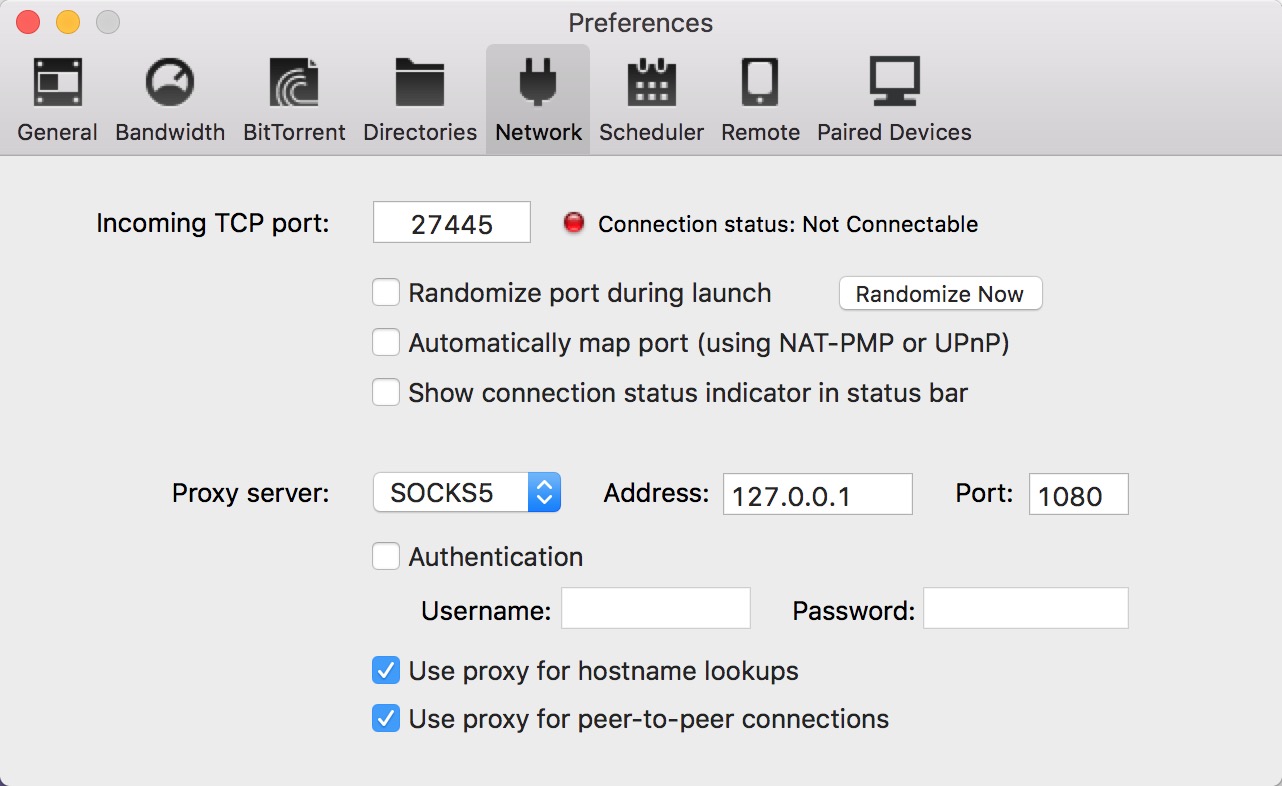 Preferences
General Bandwidth BitTorrent Directories Network Scheduler Remote Paired Devices
Incoming TCP port: 27445 Connection status: Not Connectable
Randomize port during launch Randomize Now
Automatically map port (using NAT-PMP or UPnP)
Show connection status indicator in status bar
Proxy server: SOCKS5 Address: 127.0.0.1 Port: 1080
Authentication
Username: Password:
Use proxy for hostname lookups
Use proxy for peer-to-peer connections